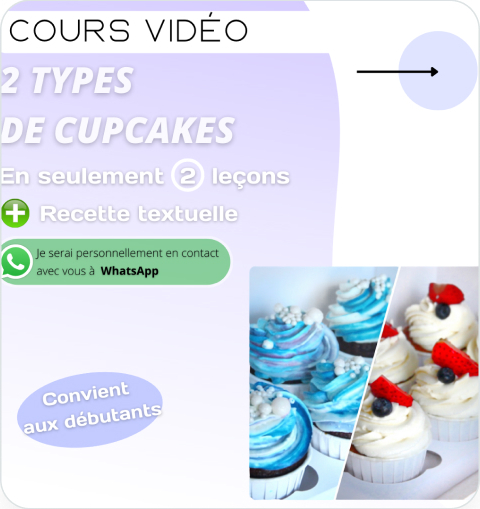 COURS VIDÉO
2 TYPES
DE CUPCAKES
En seulement 2 leçons
Recette textuelle
Je serai personnellement en contact
avec vous à WhatsApp
Convient
aux débutants